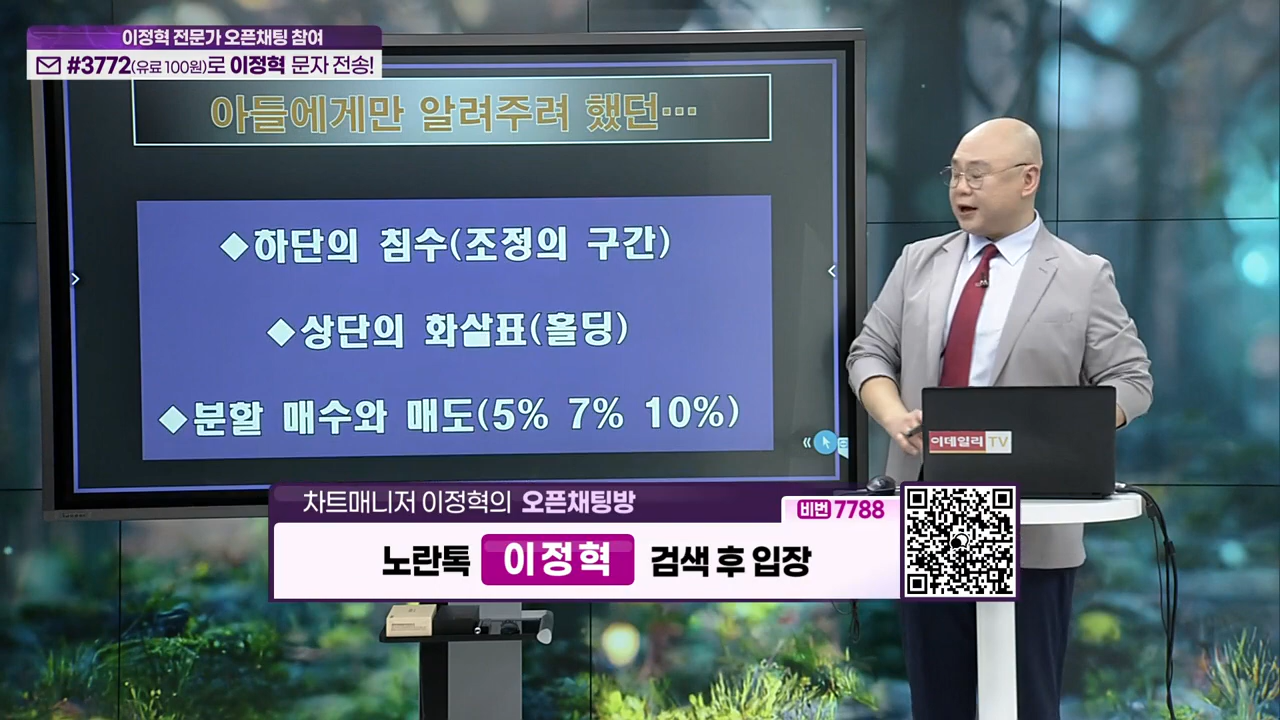 이정혁 전문가 오픈채팅 참여
#3772(유료 100원)로 이정혁 문자 전송!
아들에게만 알려주려 했던…
◆하단의 침수(조정의 구간)
◆상단의 화살표(홀딩)
◆분할 매수와 매도(5% 7% 10%)
이데일리 TV
차트매니저 이정혁의 오픈채팅방
비번 7788
노란톡 이정혁 검색 후 입장